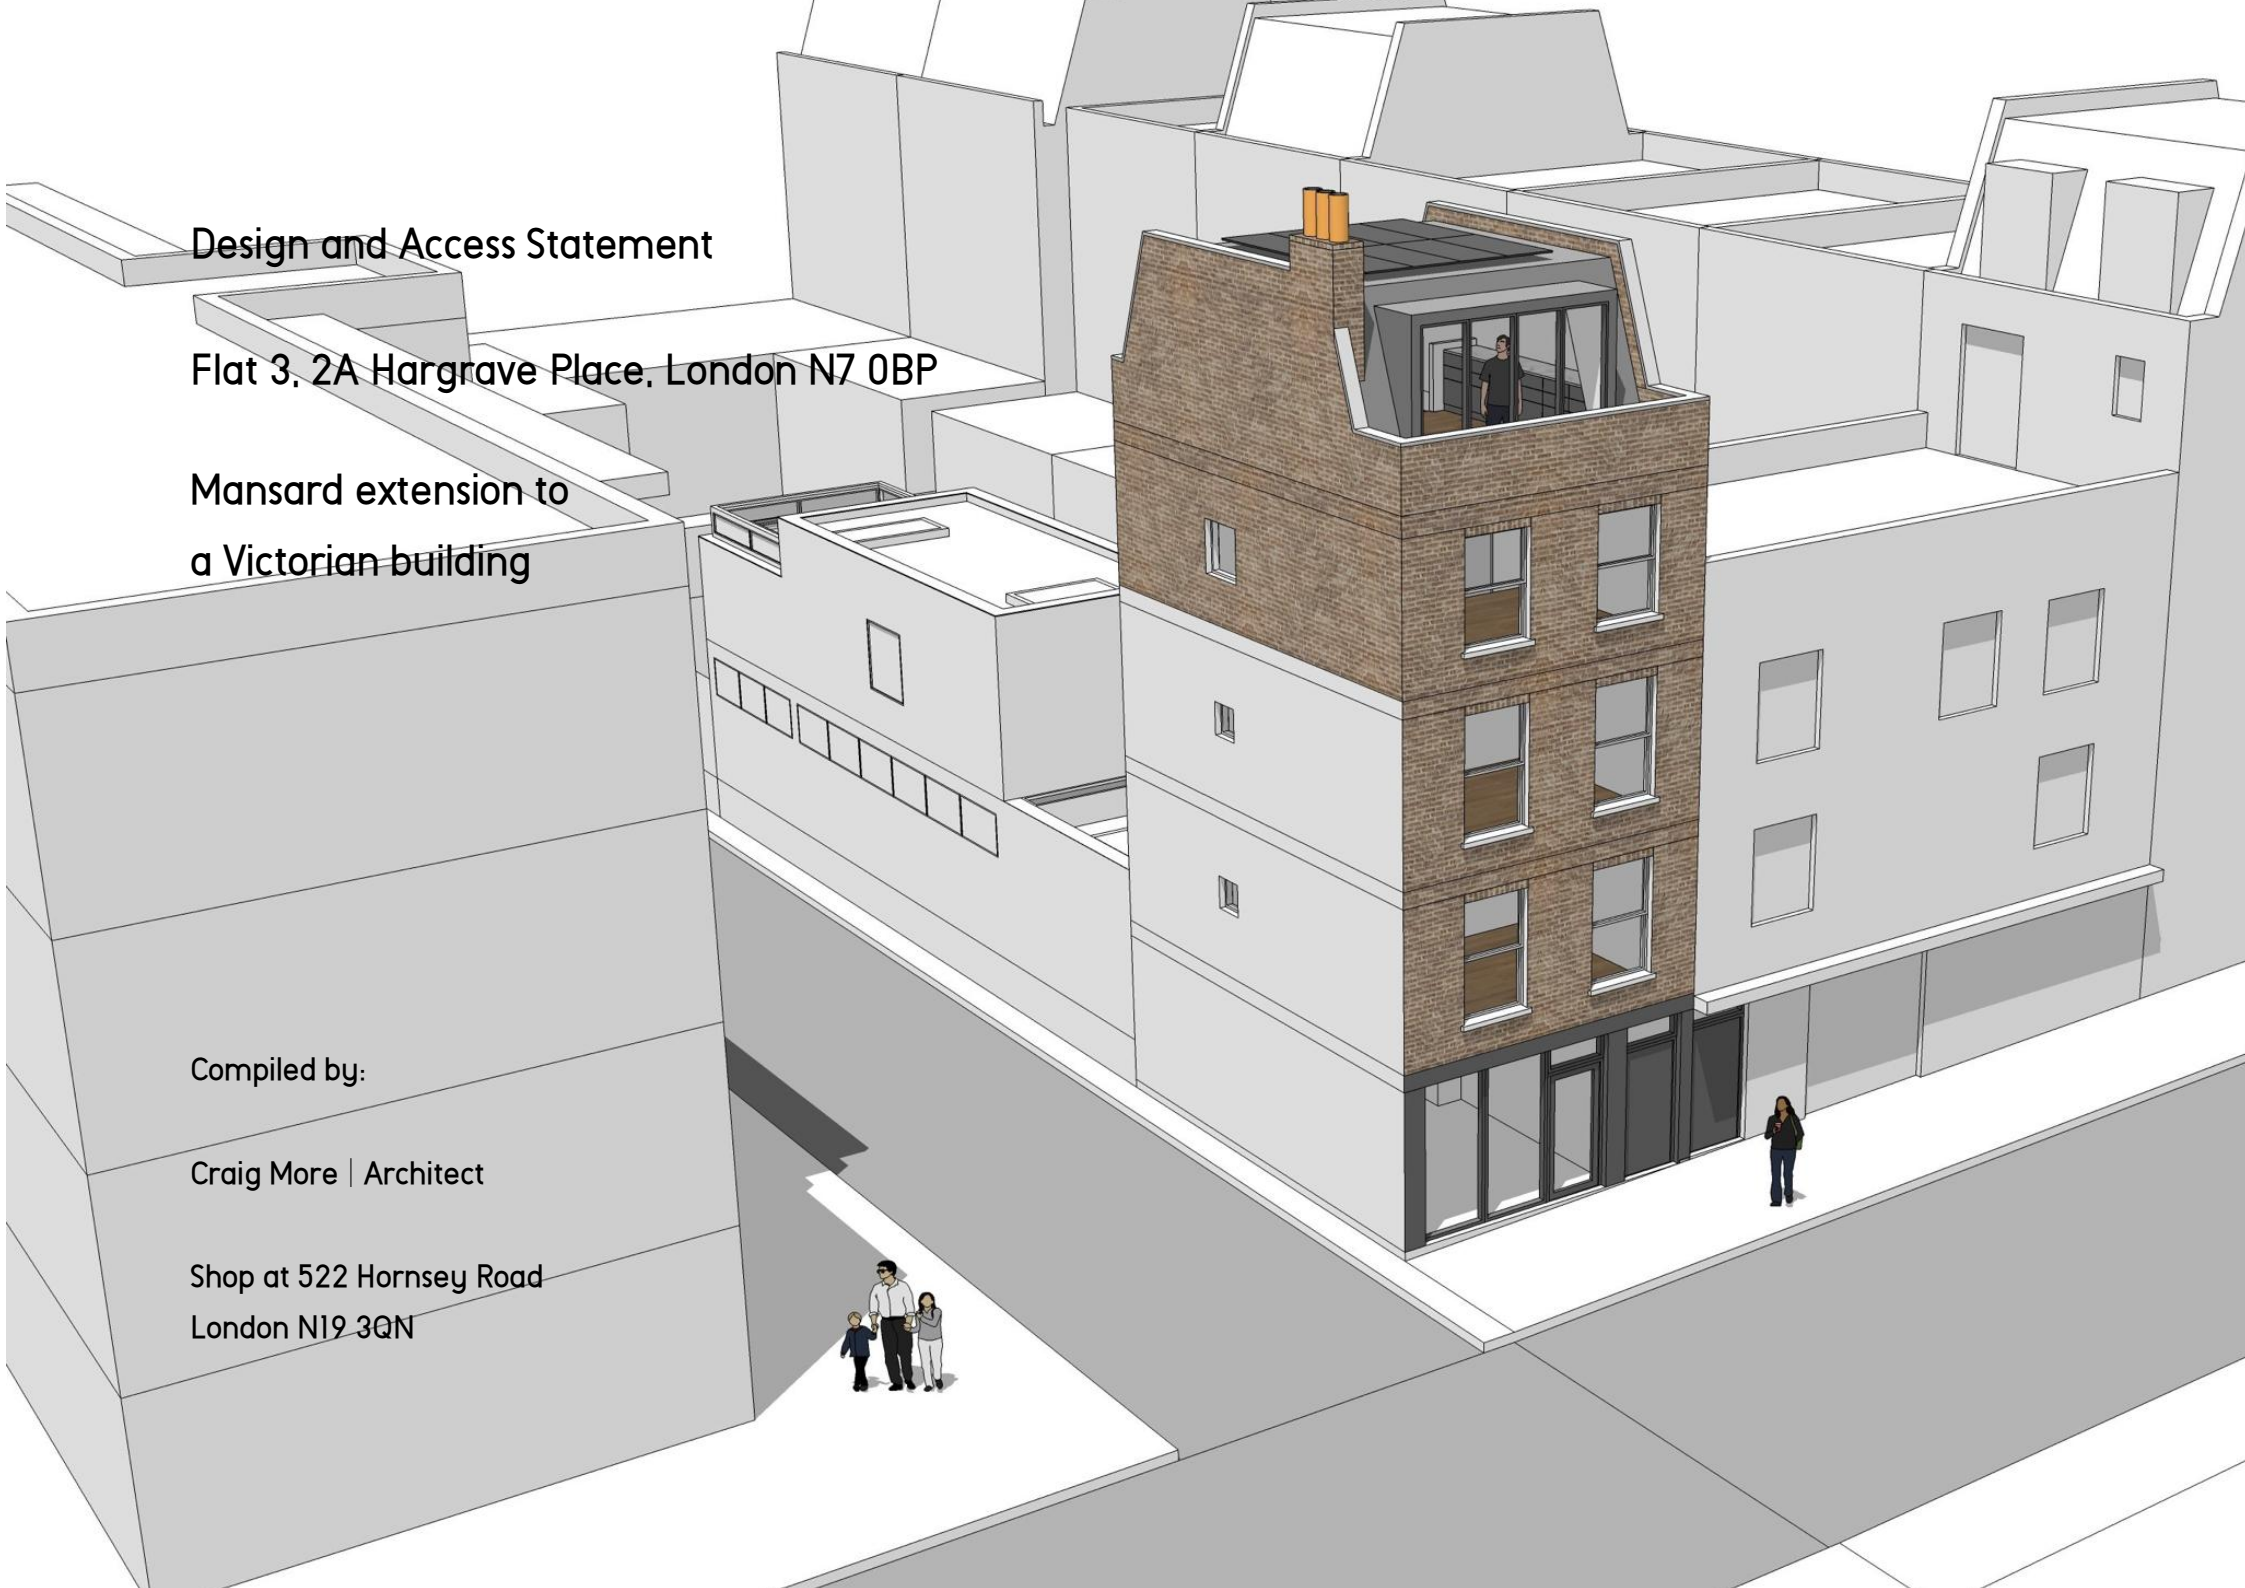 Design and Access Statement
Flat 3, 2A Hargrave Place, London N7 0BP
Mansard extension to
a Victorian building
Compiled by:
Craig More | Architect
Shop at 522 Hornsey Road
London N19 3QN